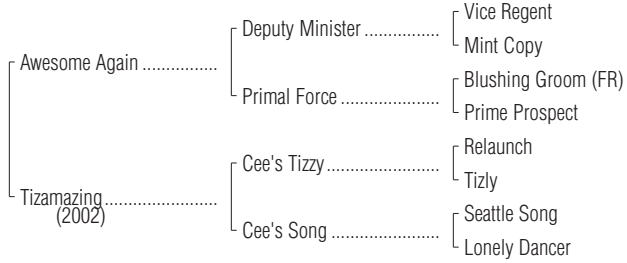 Vice Regent
Deputy Minister ..................
Mint Copy
Awesome Again ................
Blushing Groom (FR)
Primal Force .......................
Prime Prospect
Relaunch
Cee's Tizzy ..........................
Tizly
Tizamazing ..........................
(2002)
Seattle Song
Cee's Song .........................
Lonely Dancer